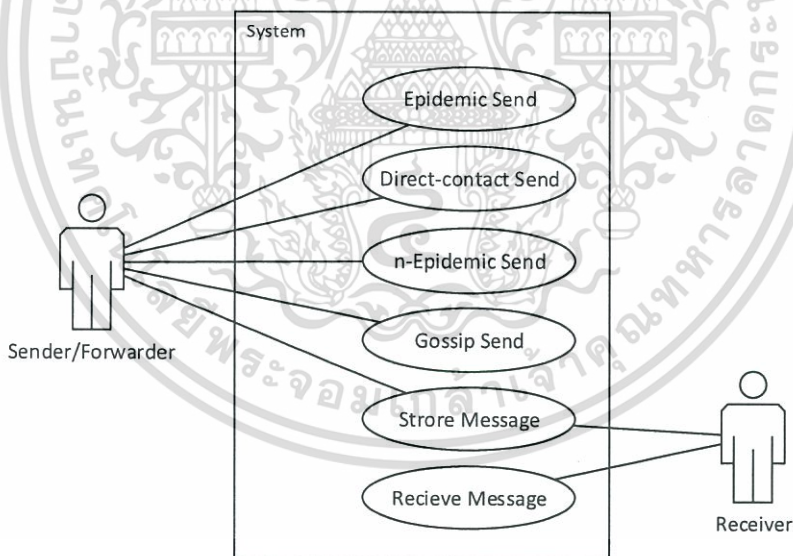 System
Epidemic Send
Direct-contact Send
n-Epidemic Send
Gossip Send
Strore Message
Recieve Message
Sender/Forwarder
Receiver